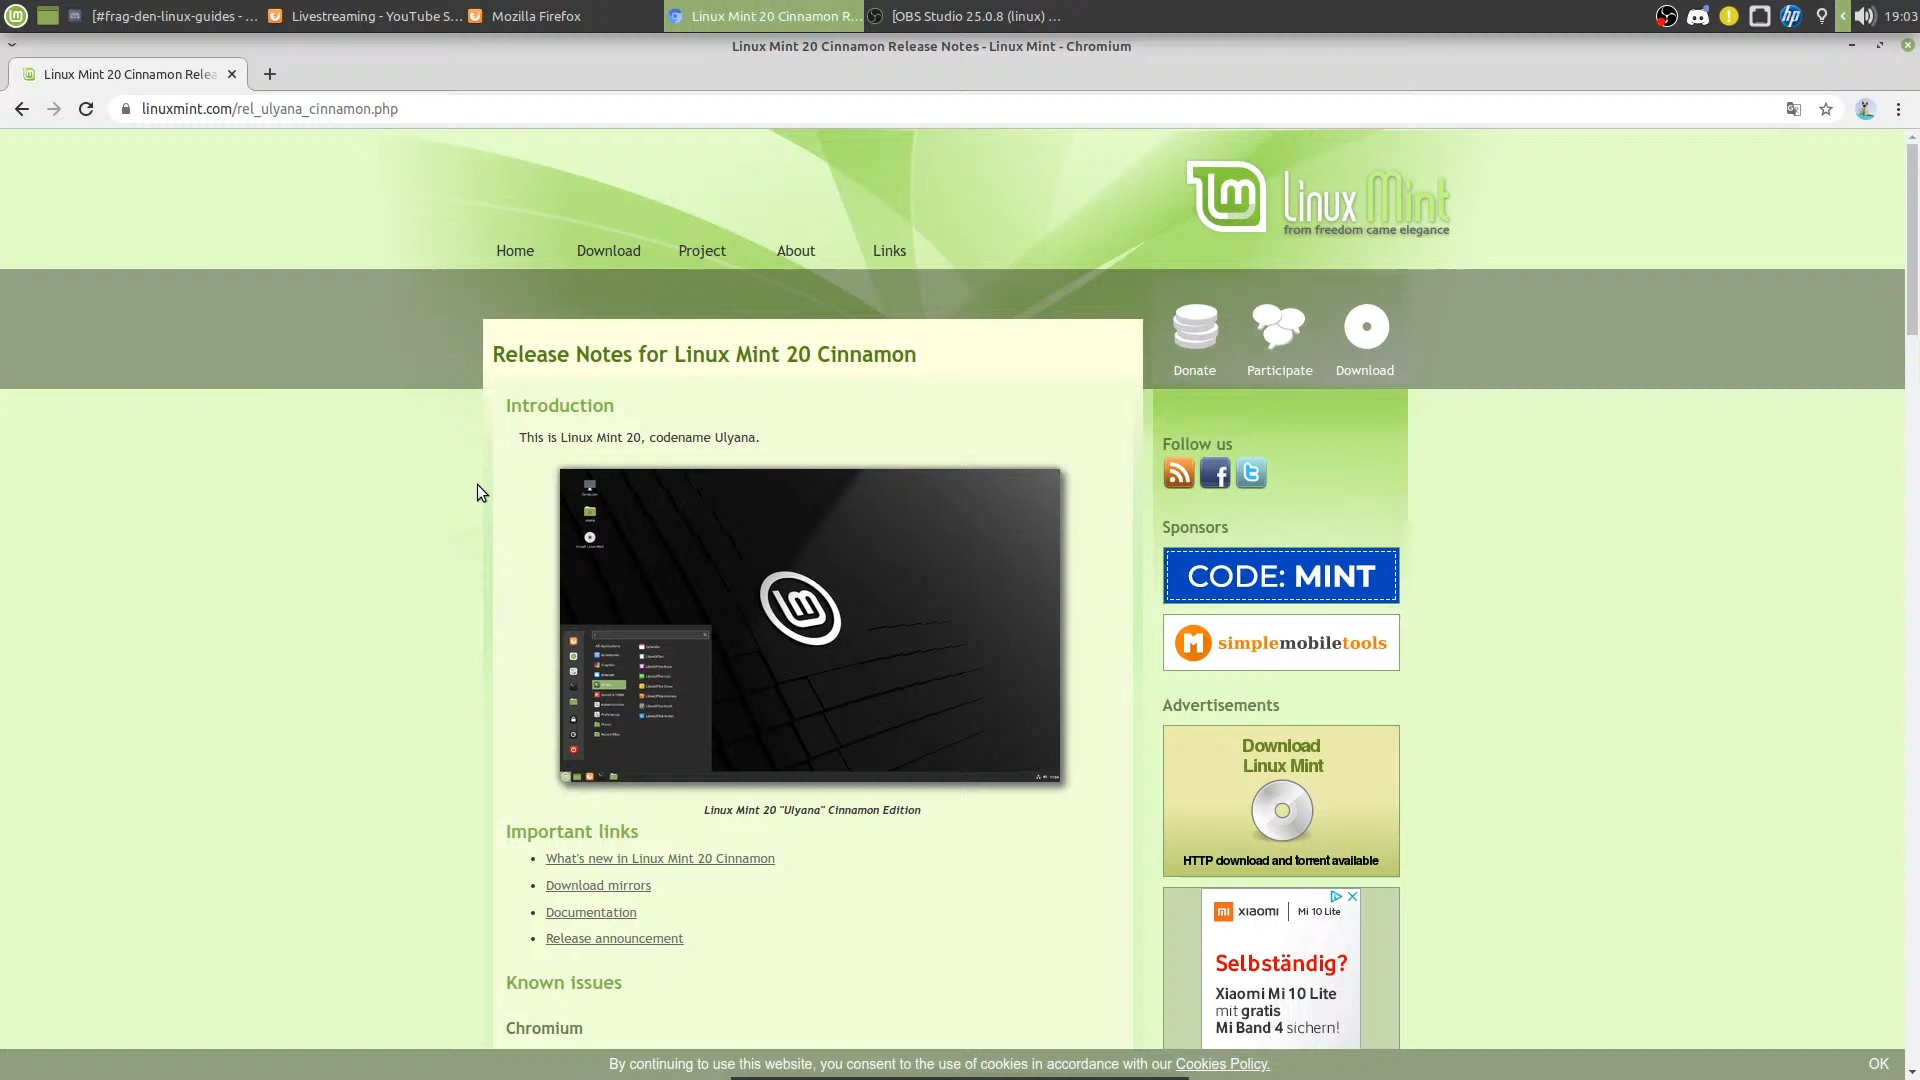 [#frag-den-linux-guides - ...
Livestreaming - YouTube S...
Mozilla Firefox
Linux Mint 20 Cinnamon R...
[OBS Studio 25.0.8 (linux) ...
19:03
Linux Mint 20 Cinnamon Release Notes - Linux Mint - Chromium
Linux Mint 20 Cinnamon Relea
linuxmint.com/rel_ulyana_cinnamon.php
Linux Mint
from freedom came elegance
Home
Download
Project
About
Links
Donate
Participate
Download
Release Notes for Linux Mint 20 Cinnamon
Introduction
This is Linux Mint 20, codename Ulyana.
Linux Mint 20 "Ulyana" Cinnamon Edition
Important links
• What's new in Linux Mint 20 Cinnamon
• Download mirrors
• Documentation
• Release announcement
Known issues
Chromium
Follow us
Sponsors
CODE: MINT
simplemobiletools
Advertisements
Download
Linux Mint
HTTP download and torrent available
xiaomi | Mi 10 Lite
Selbständig?
Xiaomi Mi 10 Lite
mit gratis
Mi Band 4 sichern!
By continuing to use this website, you consent to the use of cookies in accordance with our Cookies Policy.
OK